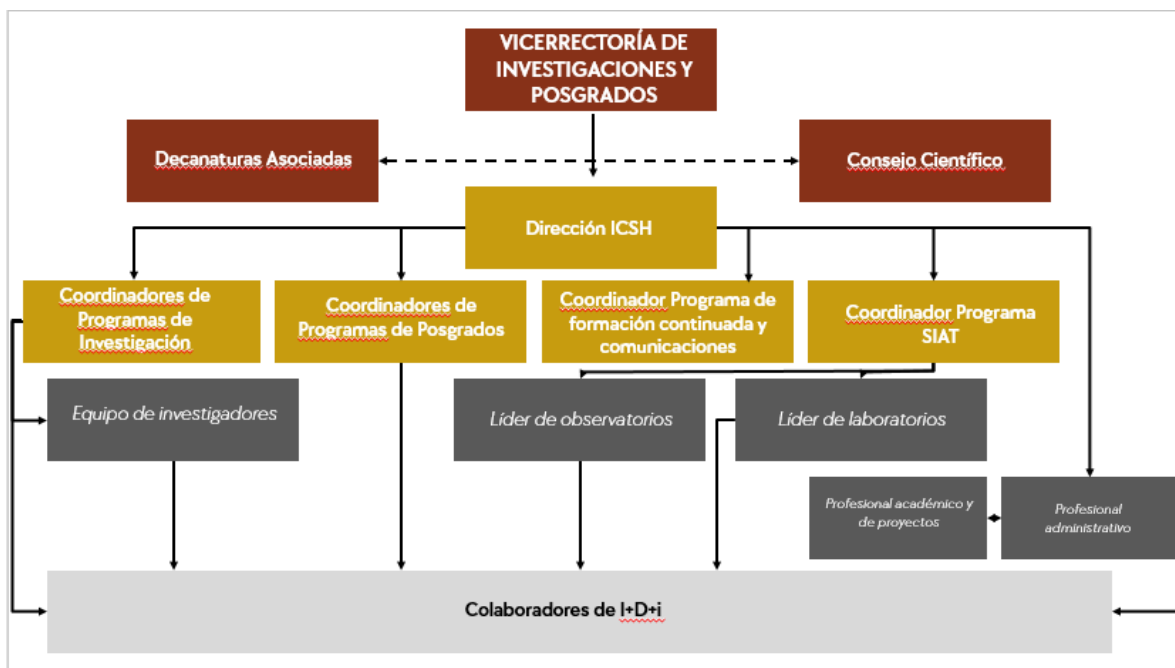 VICERRECTORÍA DE
INVESTIGACIONES Y
POSGRADOS
Decanaturas Asociadas
Consejo Científico
Dirección ICSH
Coordinadores de
Programas de
Investigación
Coordinadores de
Programas de Posgrados
Coordinador Programa de
formación continuada y
comunicaciones
Coordinador Programa
SIAT
Equipo de investigadores
Líder de observatorios
Líder de laboratorios
Profesional académico y
de proyectos
Profesional
administrativo
Colaboradores de I+D+i